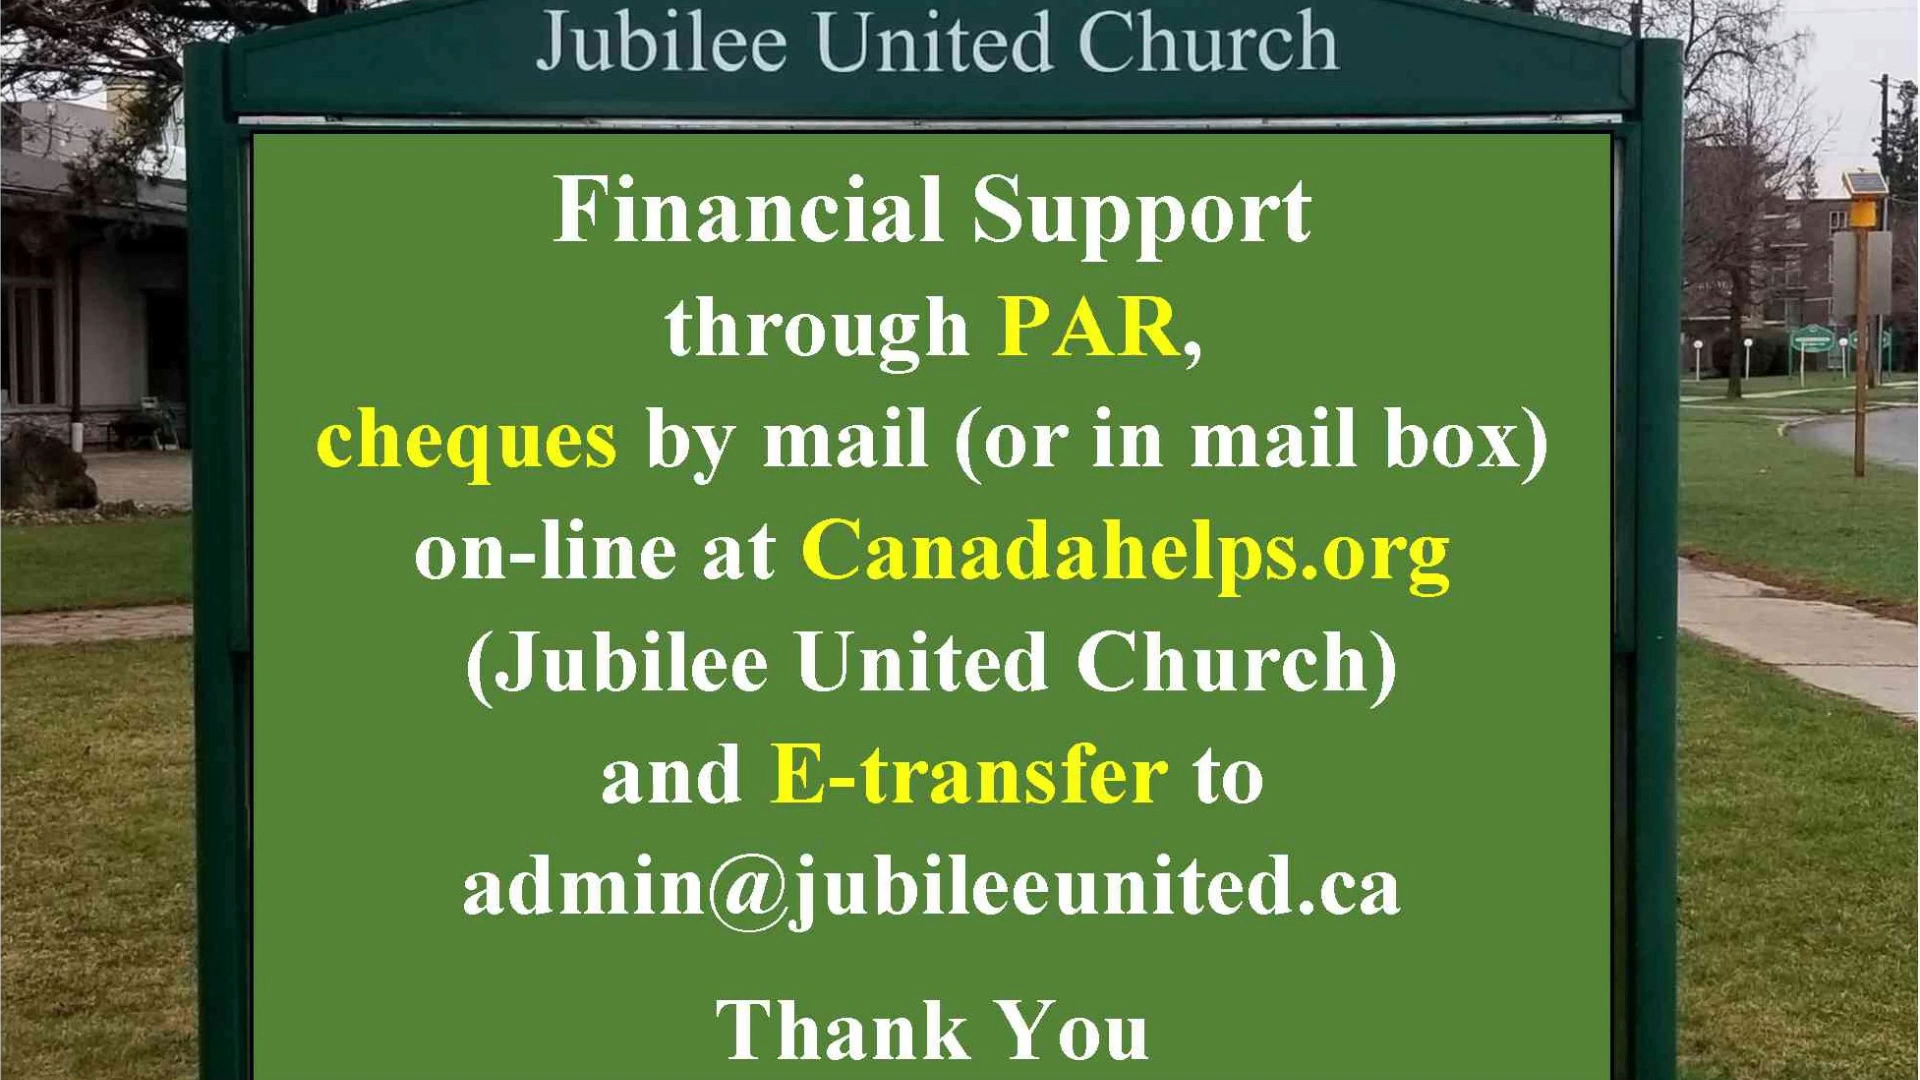 Jubilee United Church
Financial Support
through PAR,
cheques by mail (or in mail box)
on-line at Canadahelps.org
(Jubilee United Church)
and E-transfer to
admin@jubileeunited.ca
Thank You